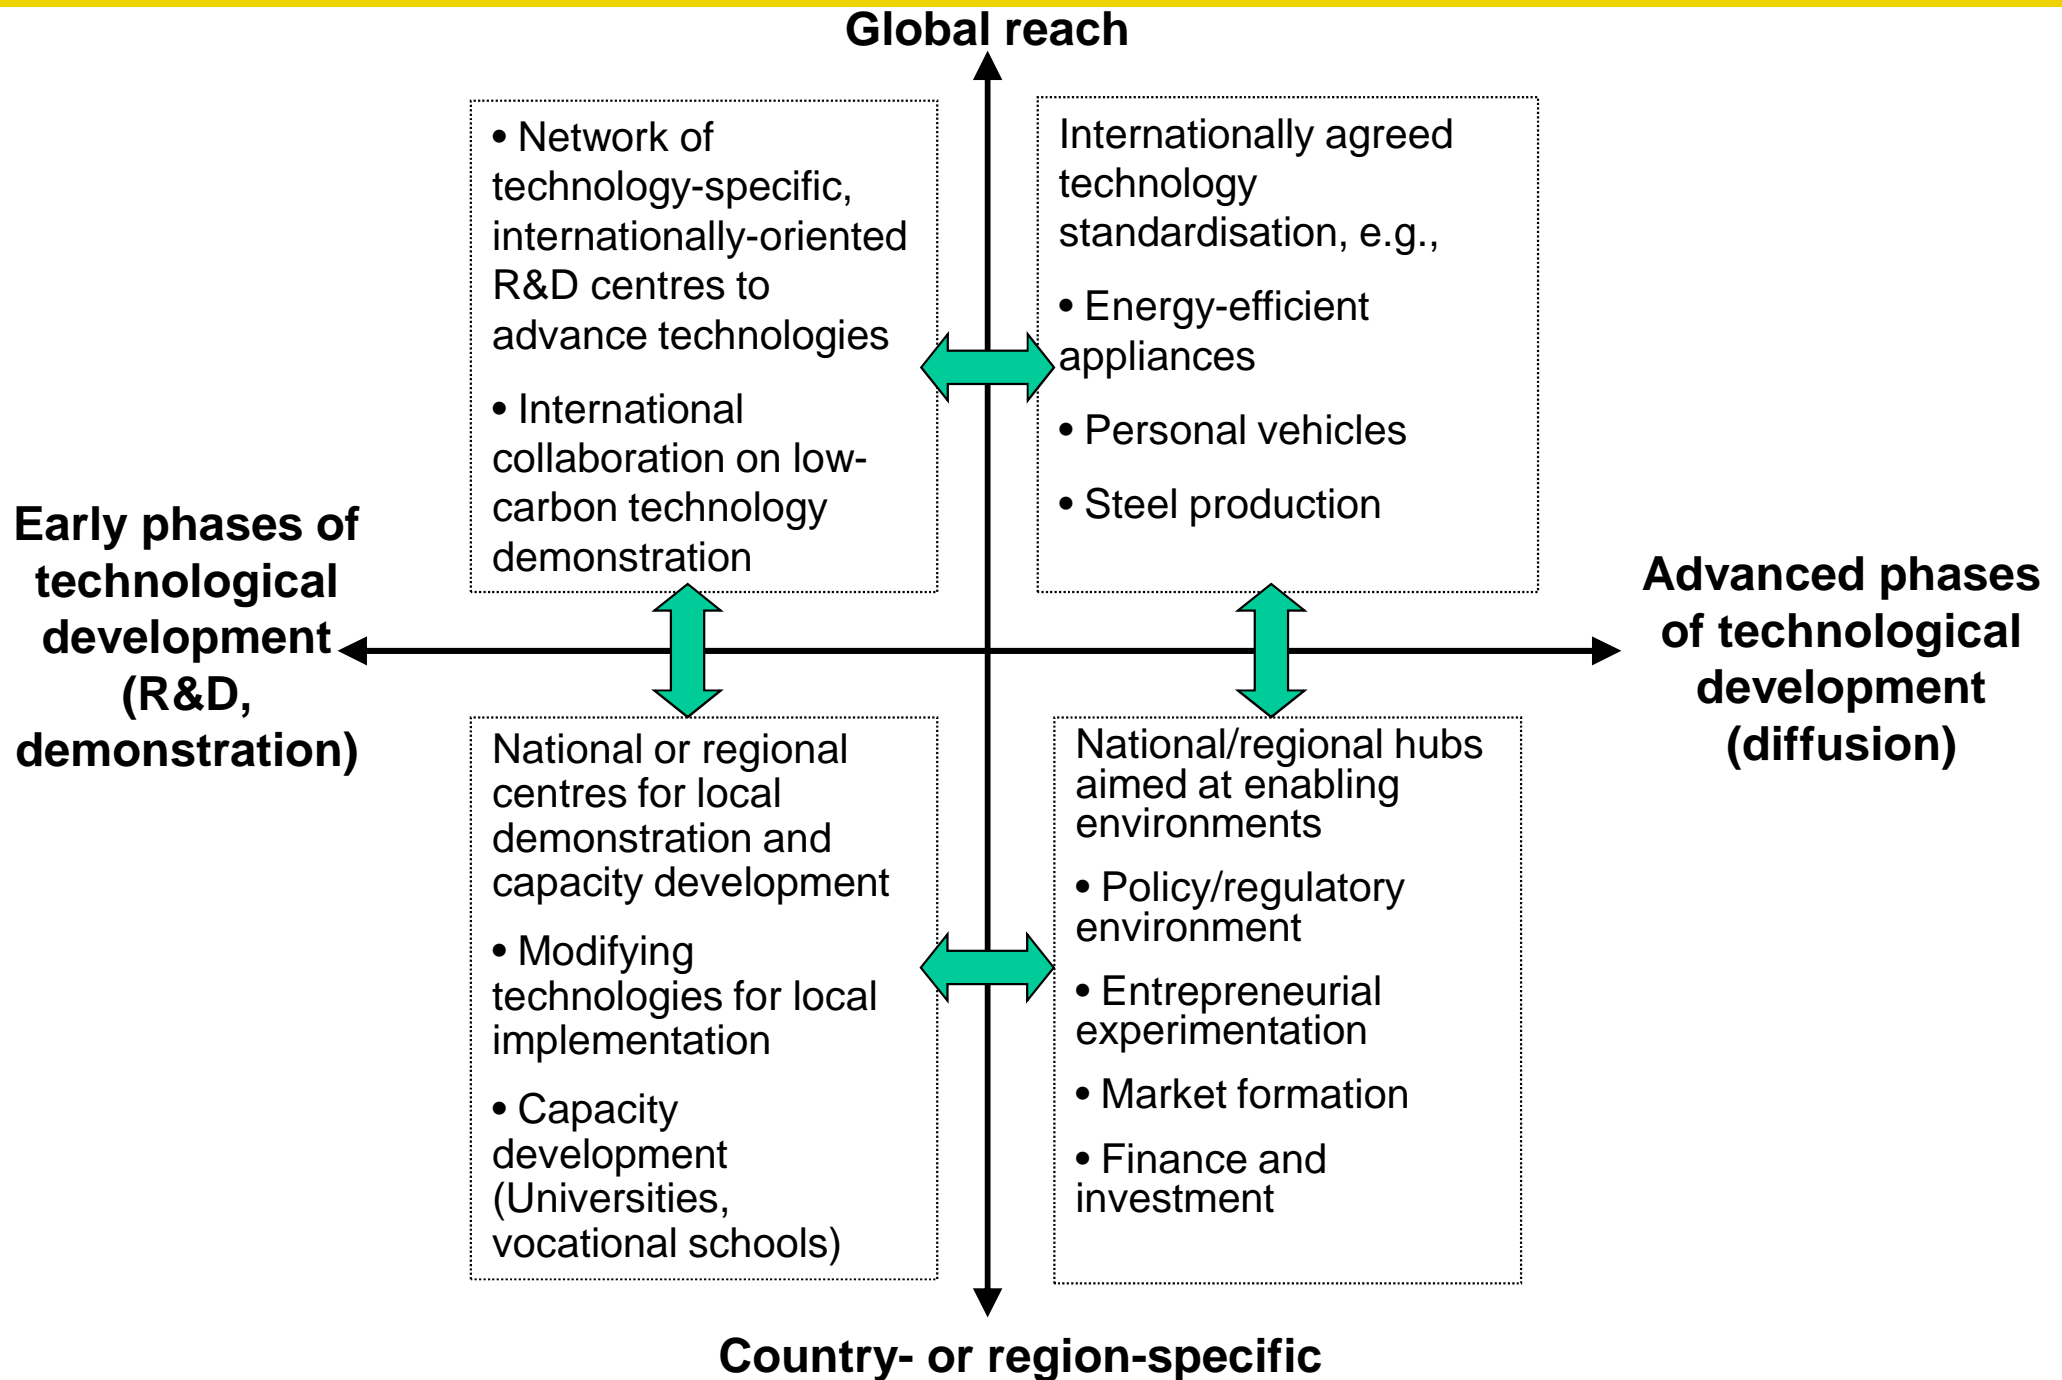 Global reach
• Network of
technology-specific,
internationally-oriented
R&D centres to
advance technologies
• International
collaboration on low-
carbon technology
demonstration
Internationally agreed
technology
standardisation, e.g.,
• Energy-efficient
appliances
• Personal vehicles
• Steel production
Early phases of
technological
development
(R&D,
demonstration)
Advanced phases
of technological
development
(diffusion)
National or regional
centres for local
demonstration and
capacity development
• Modifying
technologies for local
implementation
• Capacity
development
(Universities,
vocational schools)
National/regional hubs
aimed at enabling
environments
• Policy/regulatory
environment
• Entrepreneurial
experimentation
• Market formation
• Finance and
investment
Country- or region-specific